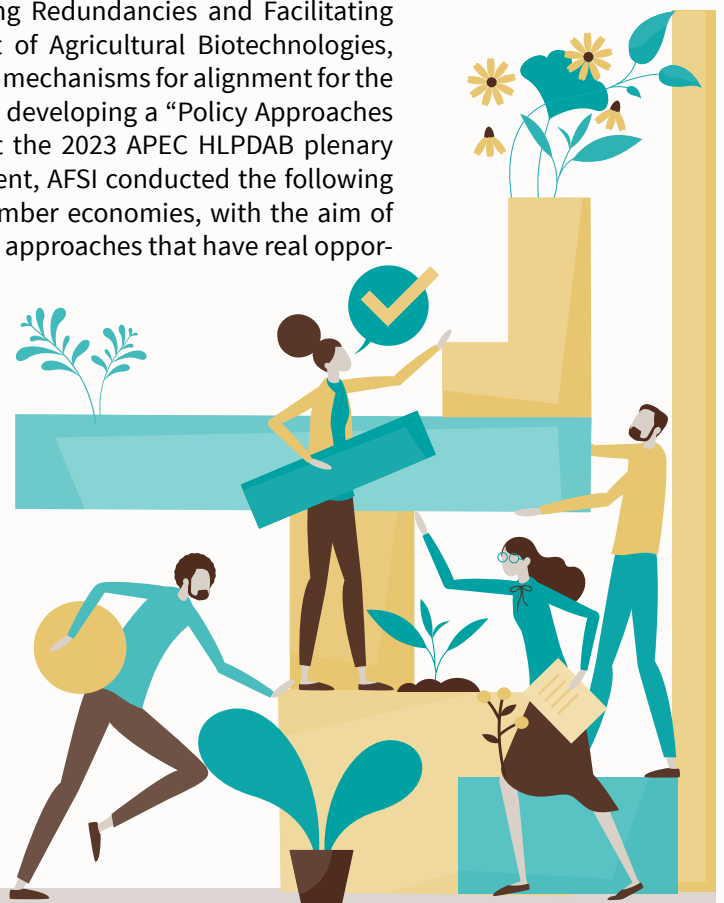 ng Redundancies and Facilitating
t of Agricultural Biotechnologies,
mechanisms for alignment for the
developing a “Policy Approaches
t the 2023 APEC HLPDAB plenary
ent, AFSI conducted the following
mber economies, with the aim of
approaches that have real oppor-